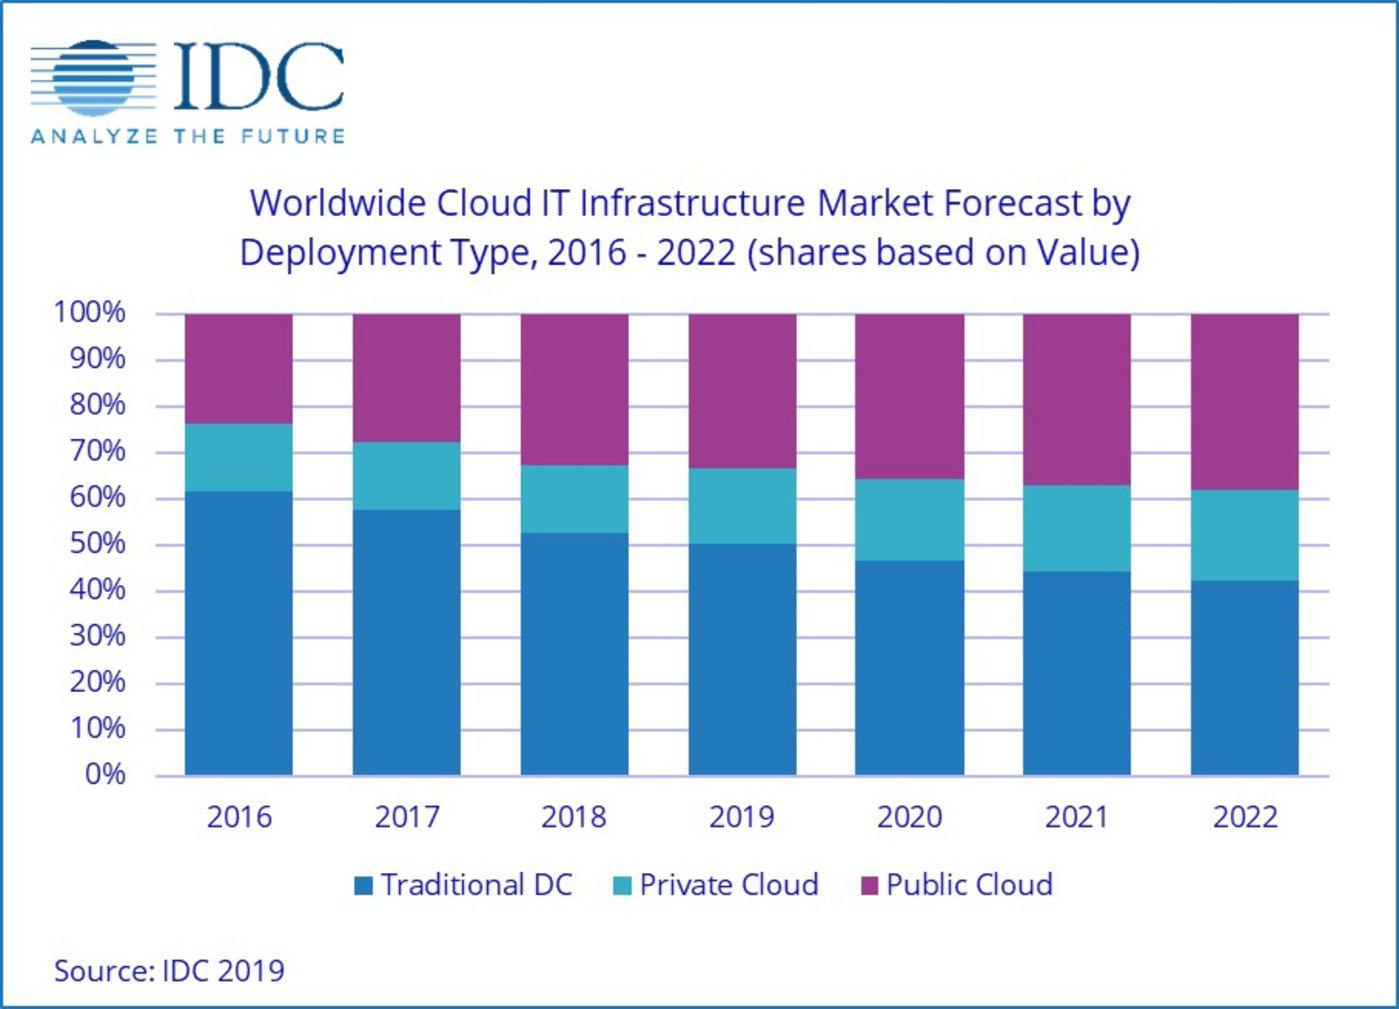 IDC
ANALYZE THE FUTURE
Worldwide Cloud IT Infrastructure Market Forecast by
Deployment Type, 2016 - 2022 (shares based on Value)
100%
90%
80%
70%
60%
50%
40%
30%
20%
10%
0%
2016 2017 2018 2019 2020 2021 2022
Traditional DC Private Cloud Public Cloud
Source: IDC 2019